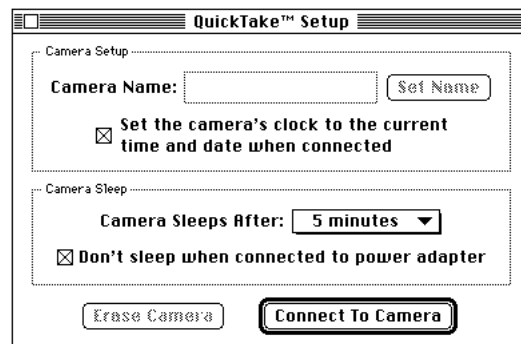 QuickTake™ Setup
Camera Setup
Camera Name:
Set Name
Set the camera's clock to the current
time and date when connected
Camera Sleep
Camera Sleeps After: 5 minutes
Don't sleep when connected to power adapter
Erase Camera
Connect To Camera